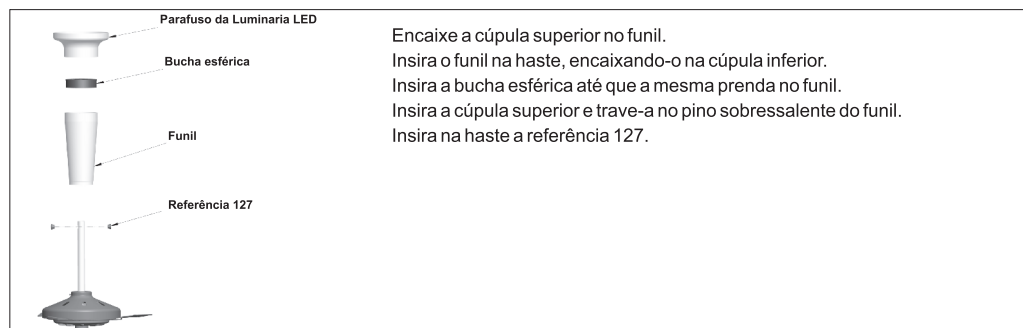 Parafuso da Luminaria LED
Bucha esférica
Funil
Referência 127
Encaixe a cúpula superior no funil.
Insira o funil na haste, encaixando-o na cúpula inferior.
Insira a bucha esférica até que a mesma prenda no funil.
Insira a cúpula superior e trave-a no pino sobressalente do funil.
Insira na haste a referência 127.